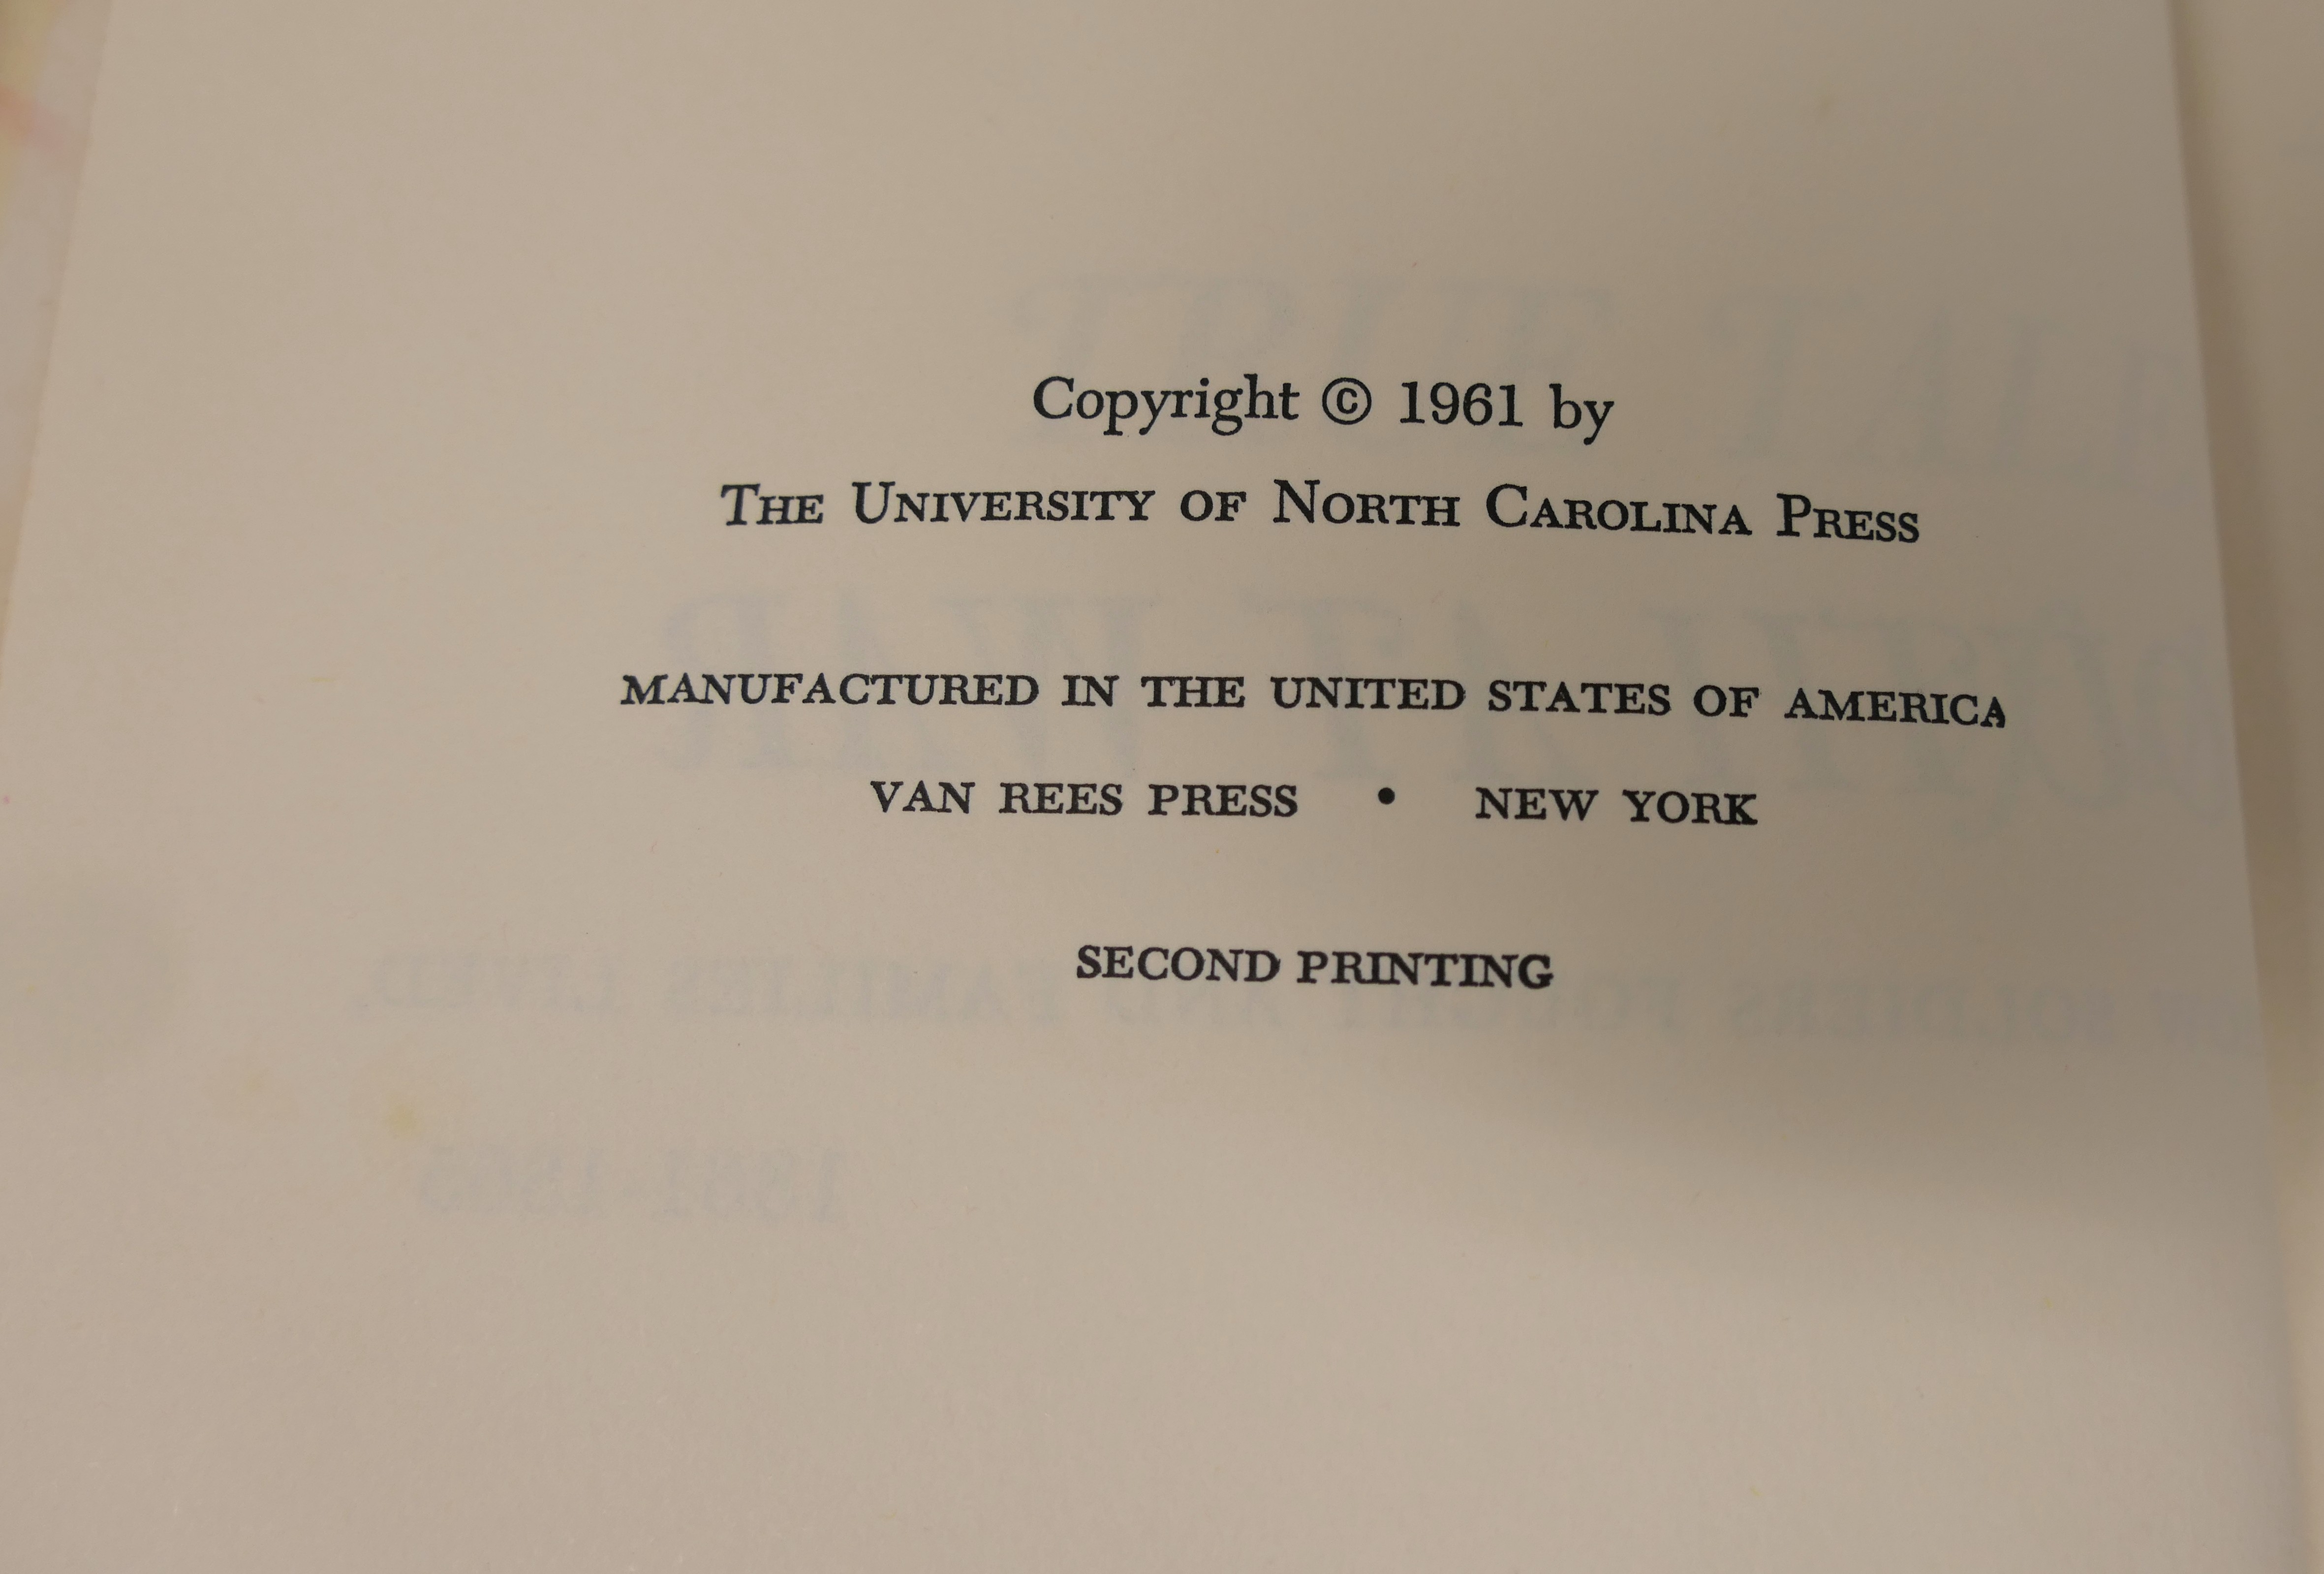 Copyright © 1961 by
THE UNIVERSITY OF NORTH CAROLINA PRESS
MANUFACTURED IN THE UNITED STATES OF AMERICA
VAN REES PRESS • NEW YORK
SECOND PRINTING